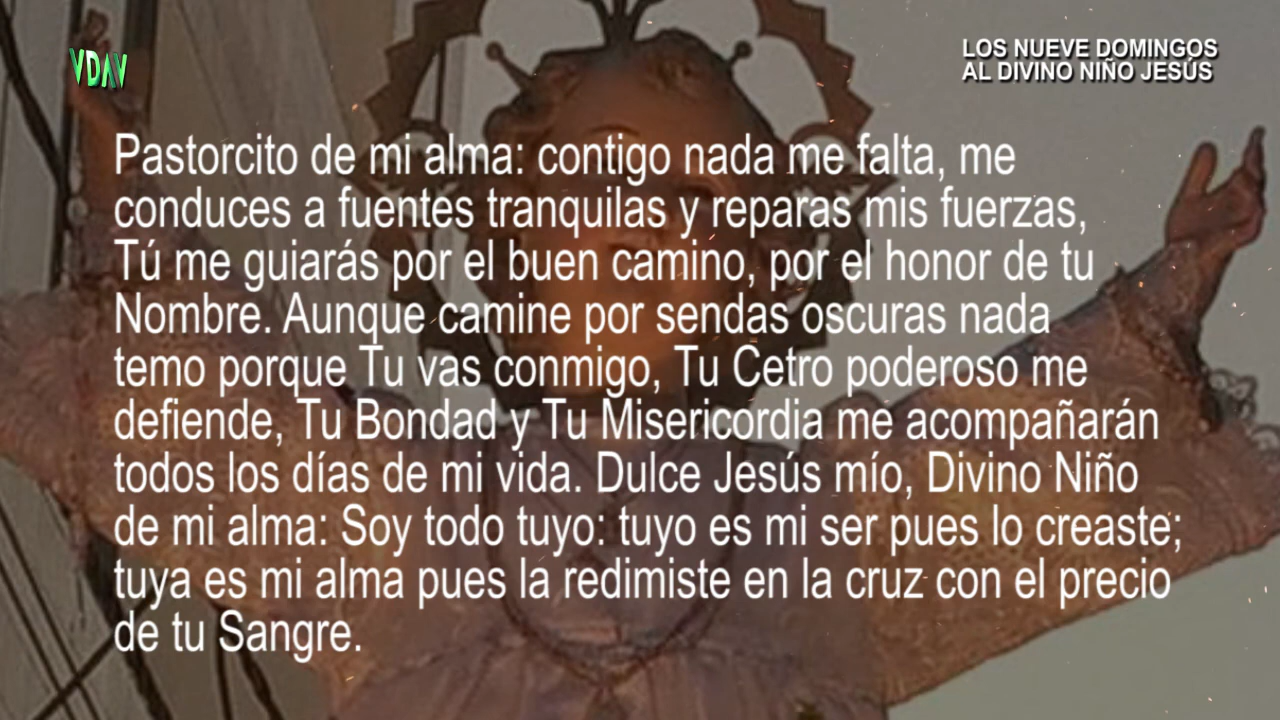 VDAV
LOS NUEVE DOMINGOS
AL DIVINO NIÑO JESÚS
Pastorcito de mi alma: contigo nada me falta, me
conduces a fuentes tranquilas y reparas mis fuerzas,
Tú me guiarás por el buen camino, por el honor de tu
Nombre. Aunque camine por sendas oscuras nada
temo porque Tu vas conmigo, Tu Cetro poderoso me
defiende, Tu Bondad y Tu Misericordia me acompañarán
todos los días de mi vida. Dulce Jesús mío, Divino Niño
de mi alma: Soy todo tuyo: tuyo es mi ser pues lo creaste;
tuya es mi alma pues la redimiste en la cruz con el precio
de tu Sangre.